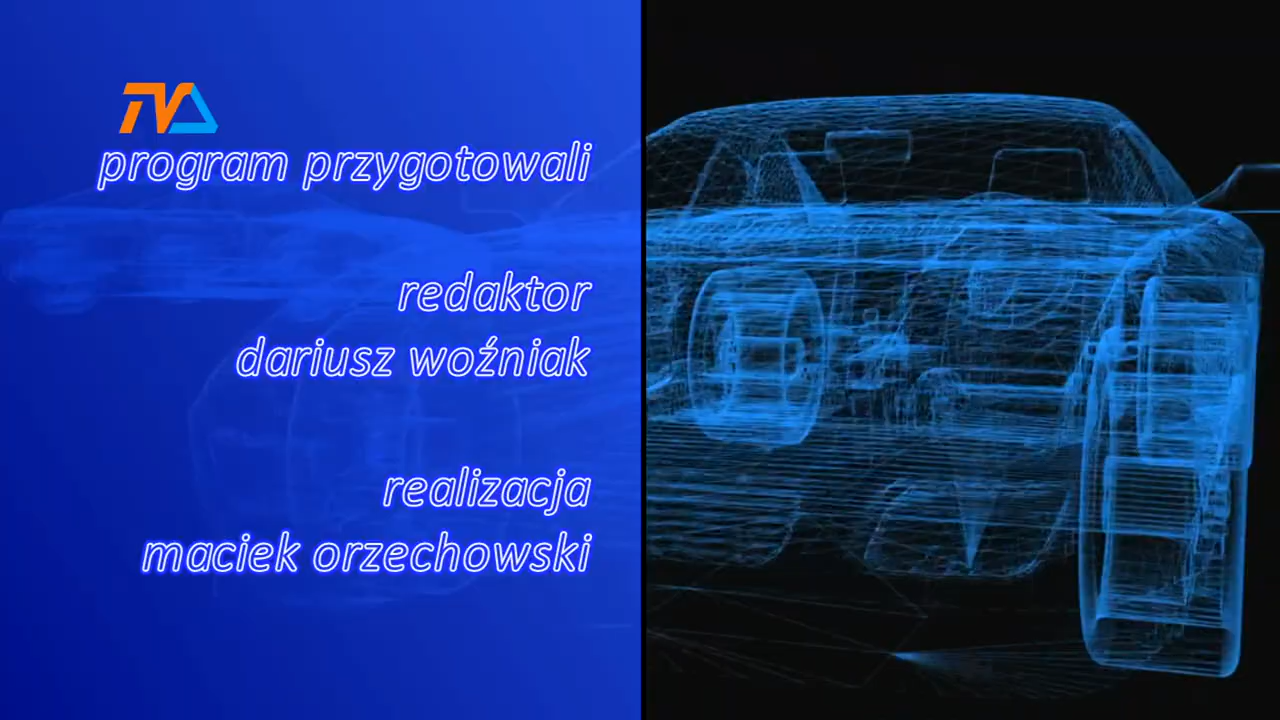 TVA
program przygotowali
redaktor
dariusz woźniak
realizacja
maciek orzechowski